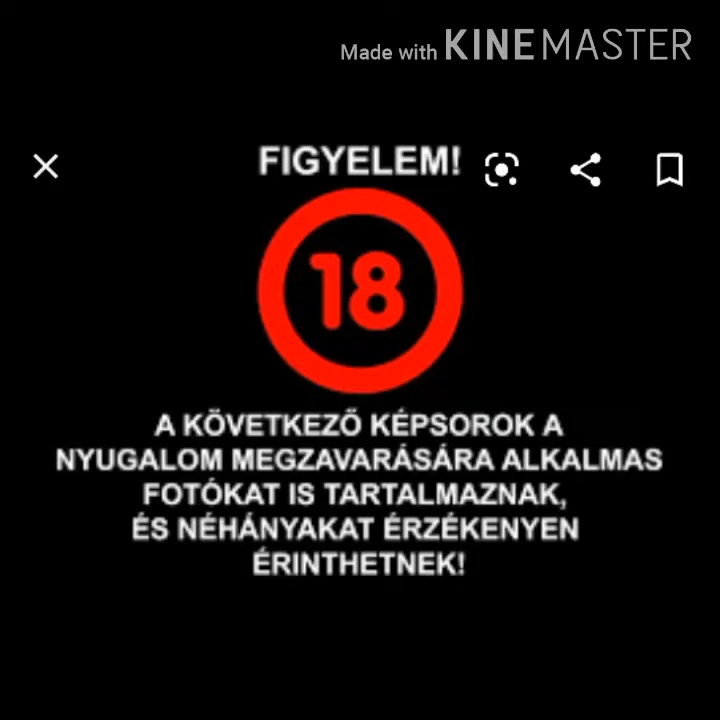 Made with KINEMASTER
FIGYELEM!
18
A KÖVETKEZŐ KÉPSOROK A
NYUGALOM MEGZAVARÁSÁRA ALKALMAS
FOTÓKAT IS TARTALMAZNAK,
ÉS NÉHÁNYAKAT ÉRZÉKENYEN
ÉRINTHETNEK!